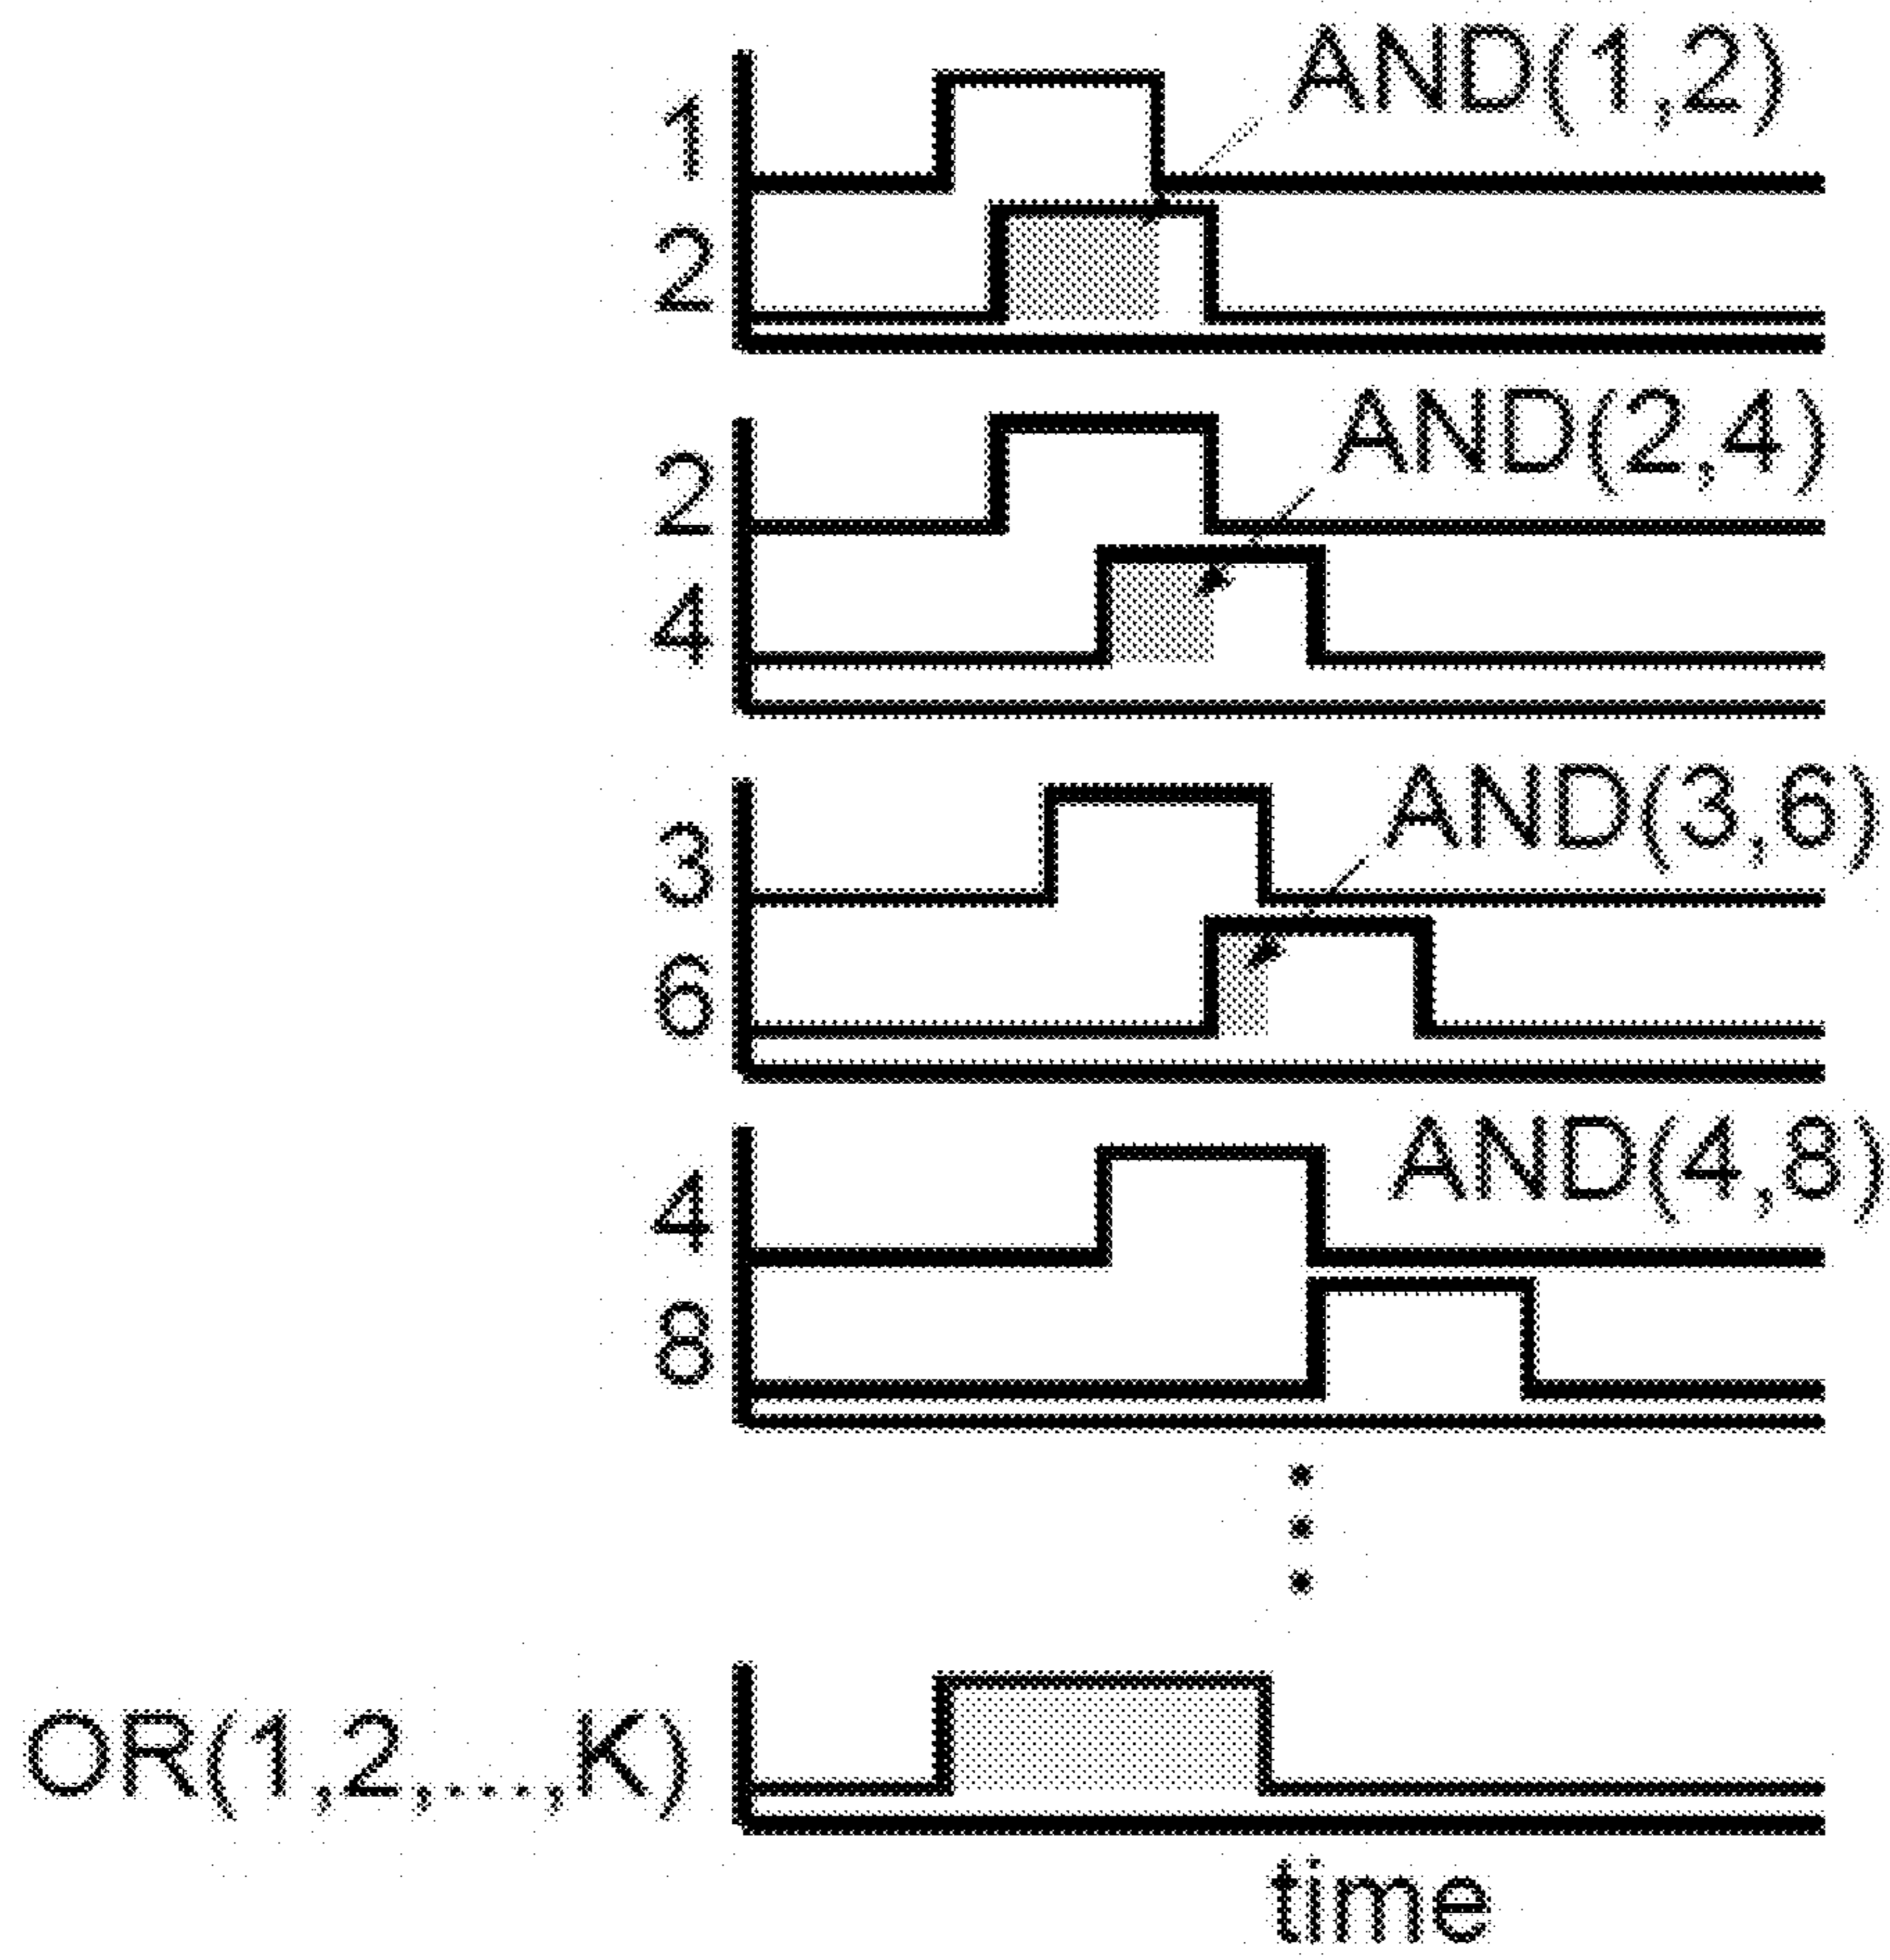 AND(1,2)
1
2
AND(2,4)
2
4
AND(3,6)
3
6
AND(4,8)
4
8
OR(1,2,...,K)
time